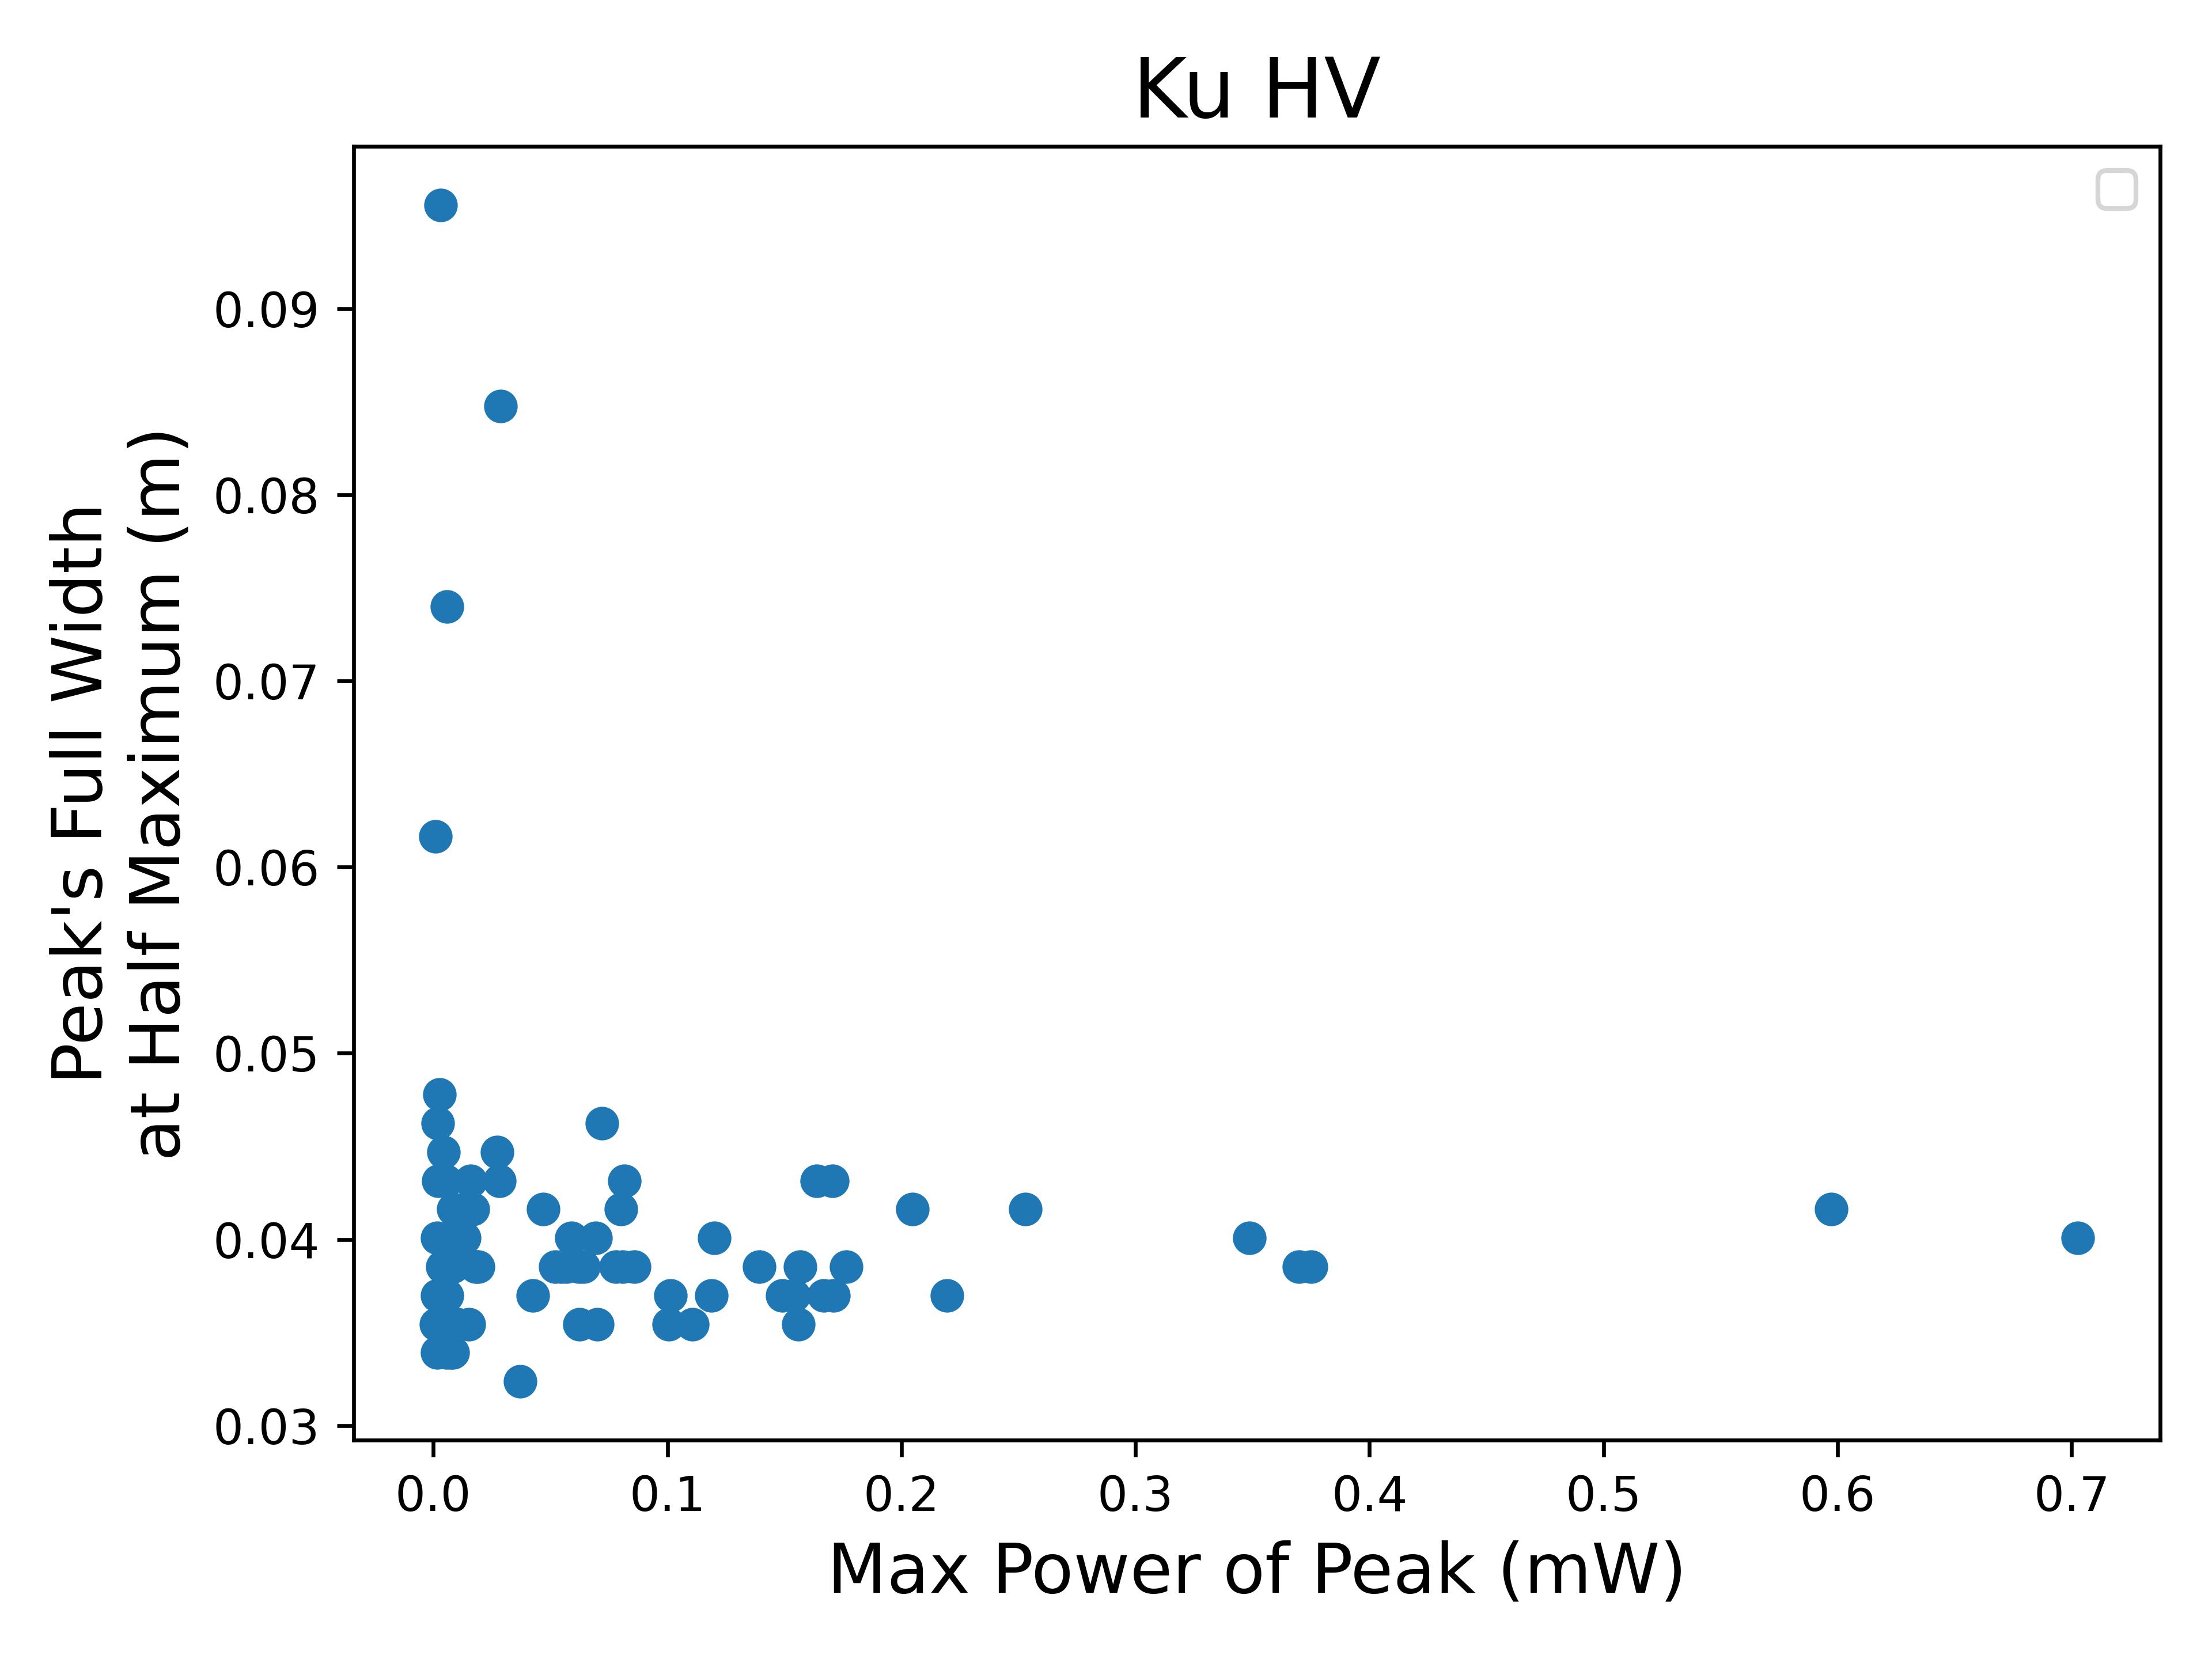 Ku HV
Peak's Full Width
at Half Maximum (m)
0.09
0.08
0.07
0.06
0.05
0.04
0.03
0.0 0.1 0.2 0.3 0.4 0.5 0.6 0.7
Max Power of Peak (mW)